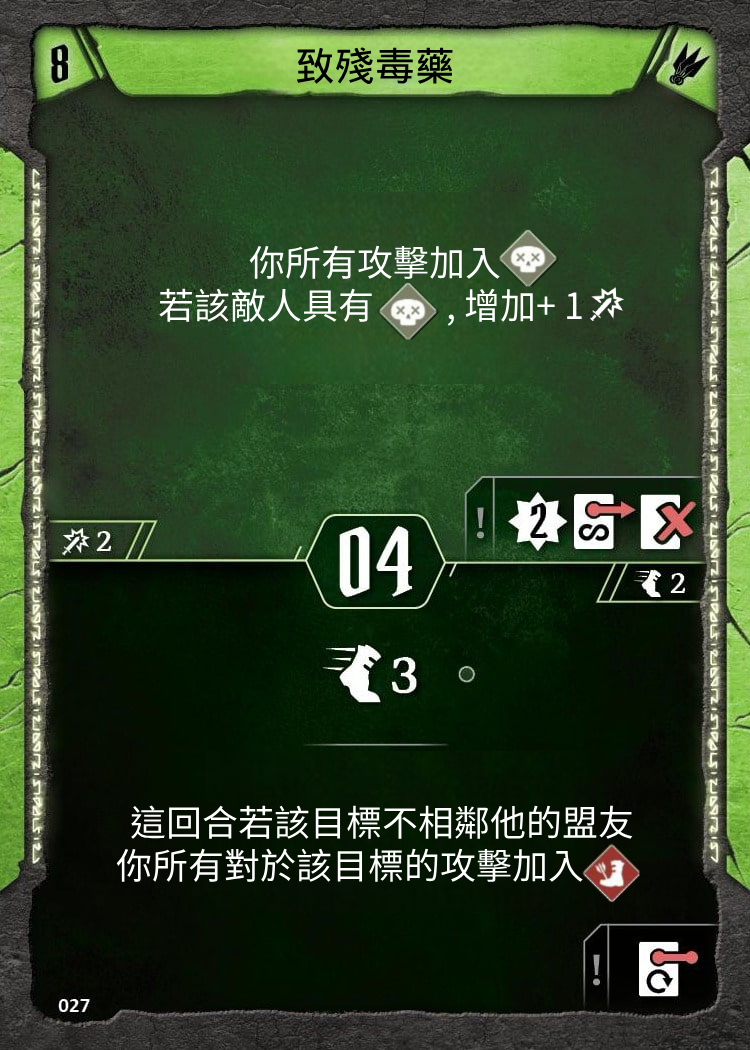 8
致殘毒藥
你所有攻擊加入
若該敵人具有 , 增加+ 1
! 2
2
04
2
3
這回合若該目標不相鄰他的盟友
你所有對於該目標的攻擊加入
!
027